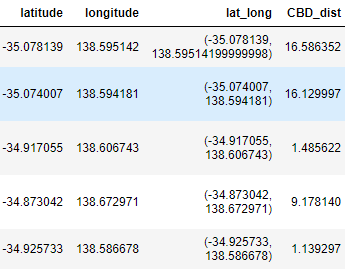 latitude longitude lat_long CBD_dist
(-35.078139,
-35.078139 138.595142 138.59514199999998) 16.586352
(-35.074007,
-35.074007 138.594181 138.594181) 16.129997
(-34.917055,
-34.917055 138.606743 138.606743) 1.485622
(-34.873042,
-34.873042 138.672971 138.672971) 9.178140
(-34.925733,
-34.925733 138.586678 138.586678) 1.139297